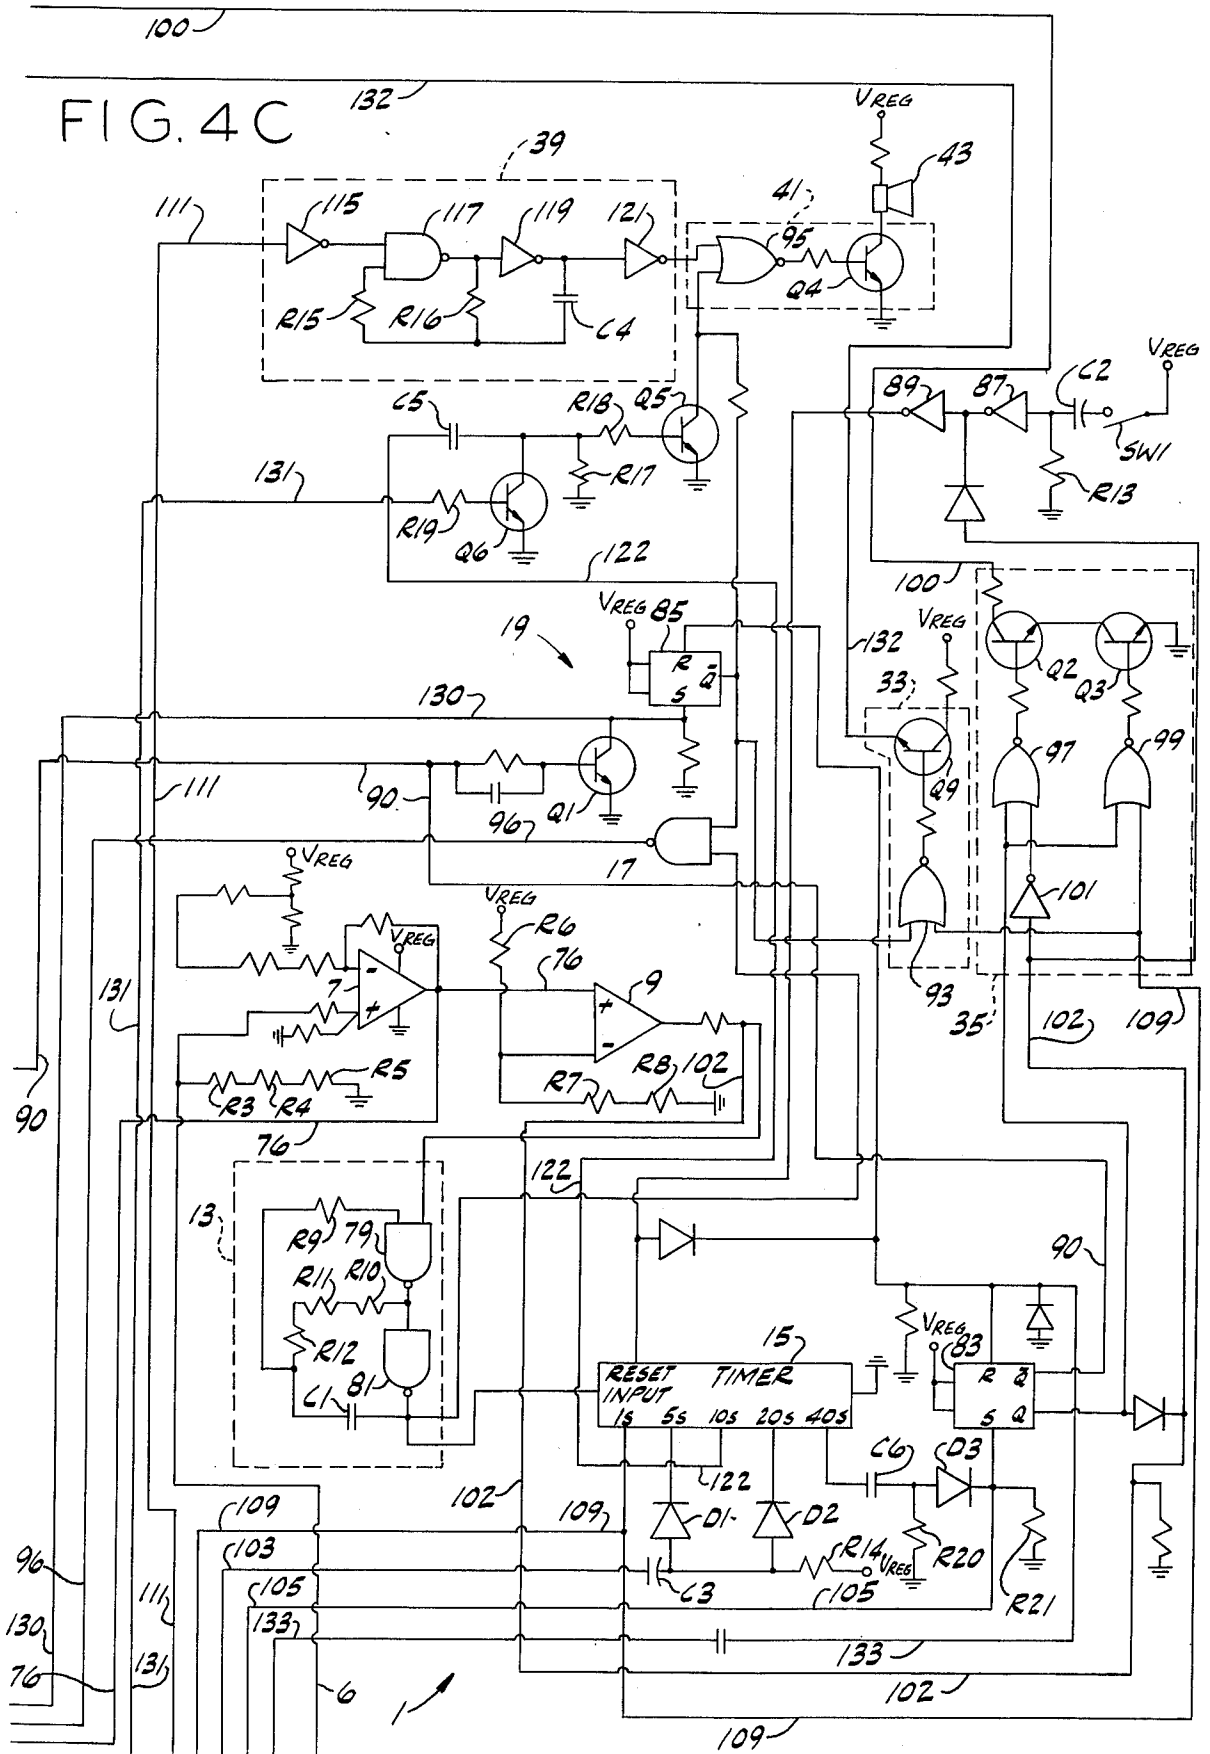 100
132
FIG. 4C
VREG
39
43
111
115
117
119
121
41
95
R15
R16
C4
Q4
VREG
C5
R18
Q5
89
87
C2
SW1
R17
R13
131
R19
Q6
122
100
VREG
85
VREG
19
R
Q̅
S
132
Q2
Q3
130
33
97
99
111
90
Q1
Q9
96
17
101
VREG
VREG
R6
VREG
76
9
-
7
+
+
-
93
35
102
109
131
R5
R7
R8
102
90
R3
R4
76
122
13
R9
79
90
R11
R10
R12
15
VREG
83
81
C1
RESET
TIMER
INPUT
1s
5s
10s
20s
40s
R
Q̅
S
Q
C6
D3
122
102
109
109
D1
D2
103
R14
VREG
R20
96
C3
105
105
R21
111
133
133
130
76
131
6
1
102
109